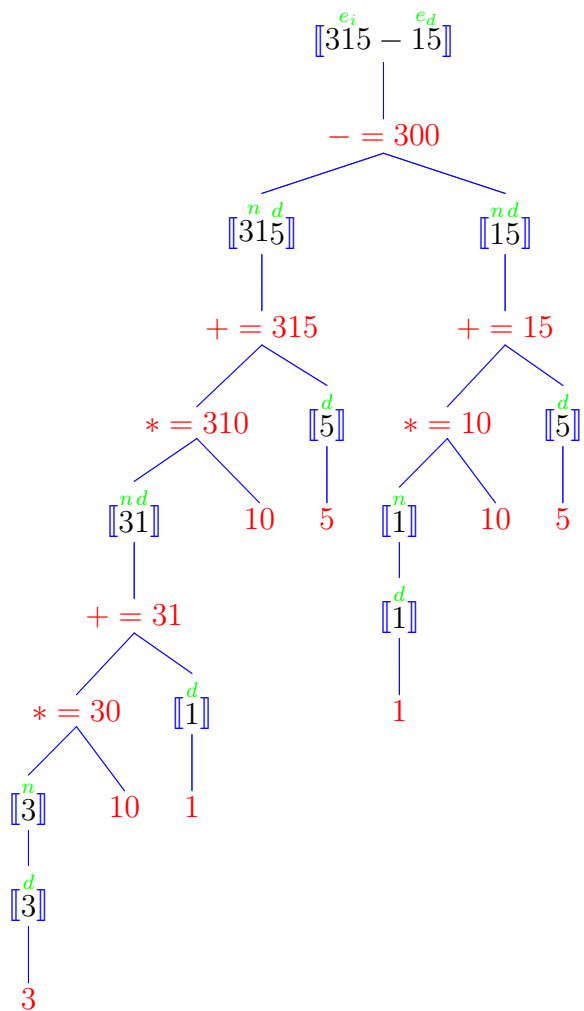 e_i e_d
⟦315 − 15⟧
− = 300
n d n d
⟦315⟧ ⟦15⟧
+ = 315 + = 15
d d
∗ = 310 ⟦5⟧ ∗ = 10 ⟦5⟧
n d n
⟦31⟧ 10 5 ⟦1⟧ 10 5
d
+ = 31 ⟦1⟧
d
∗ = 30 ⟦1⟧ 1
n
⟦3⟧ 10 1
d
⟦3⟧
3